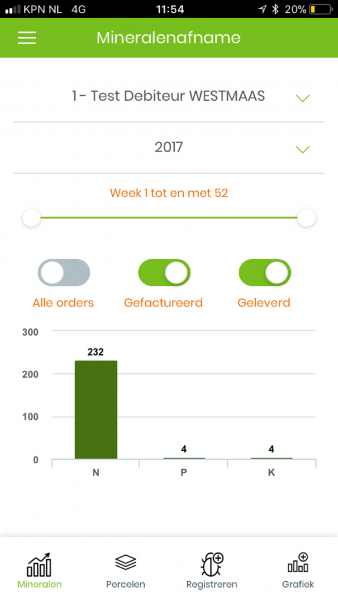 KPN NL 4G 11:54 20%
Mineralenafname
1 - Test Debiteur WESTMAAS
2017
Week 1 tot en met 52
Alle orders Gefactureerd Geleverd
300
232
200
100
4 4
0
N P K
Mineralen Percelen Registreren Grafiek